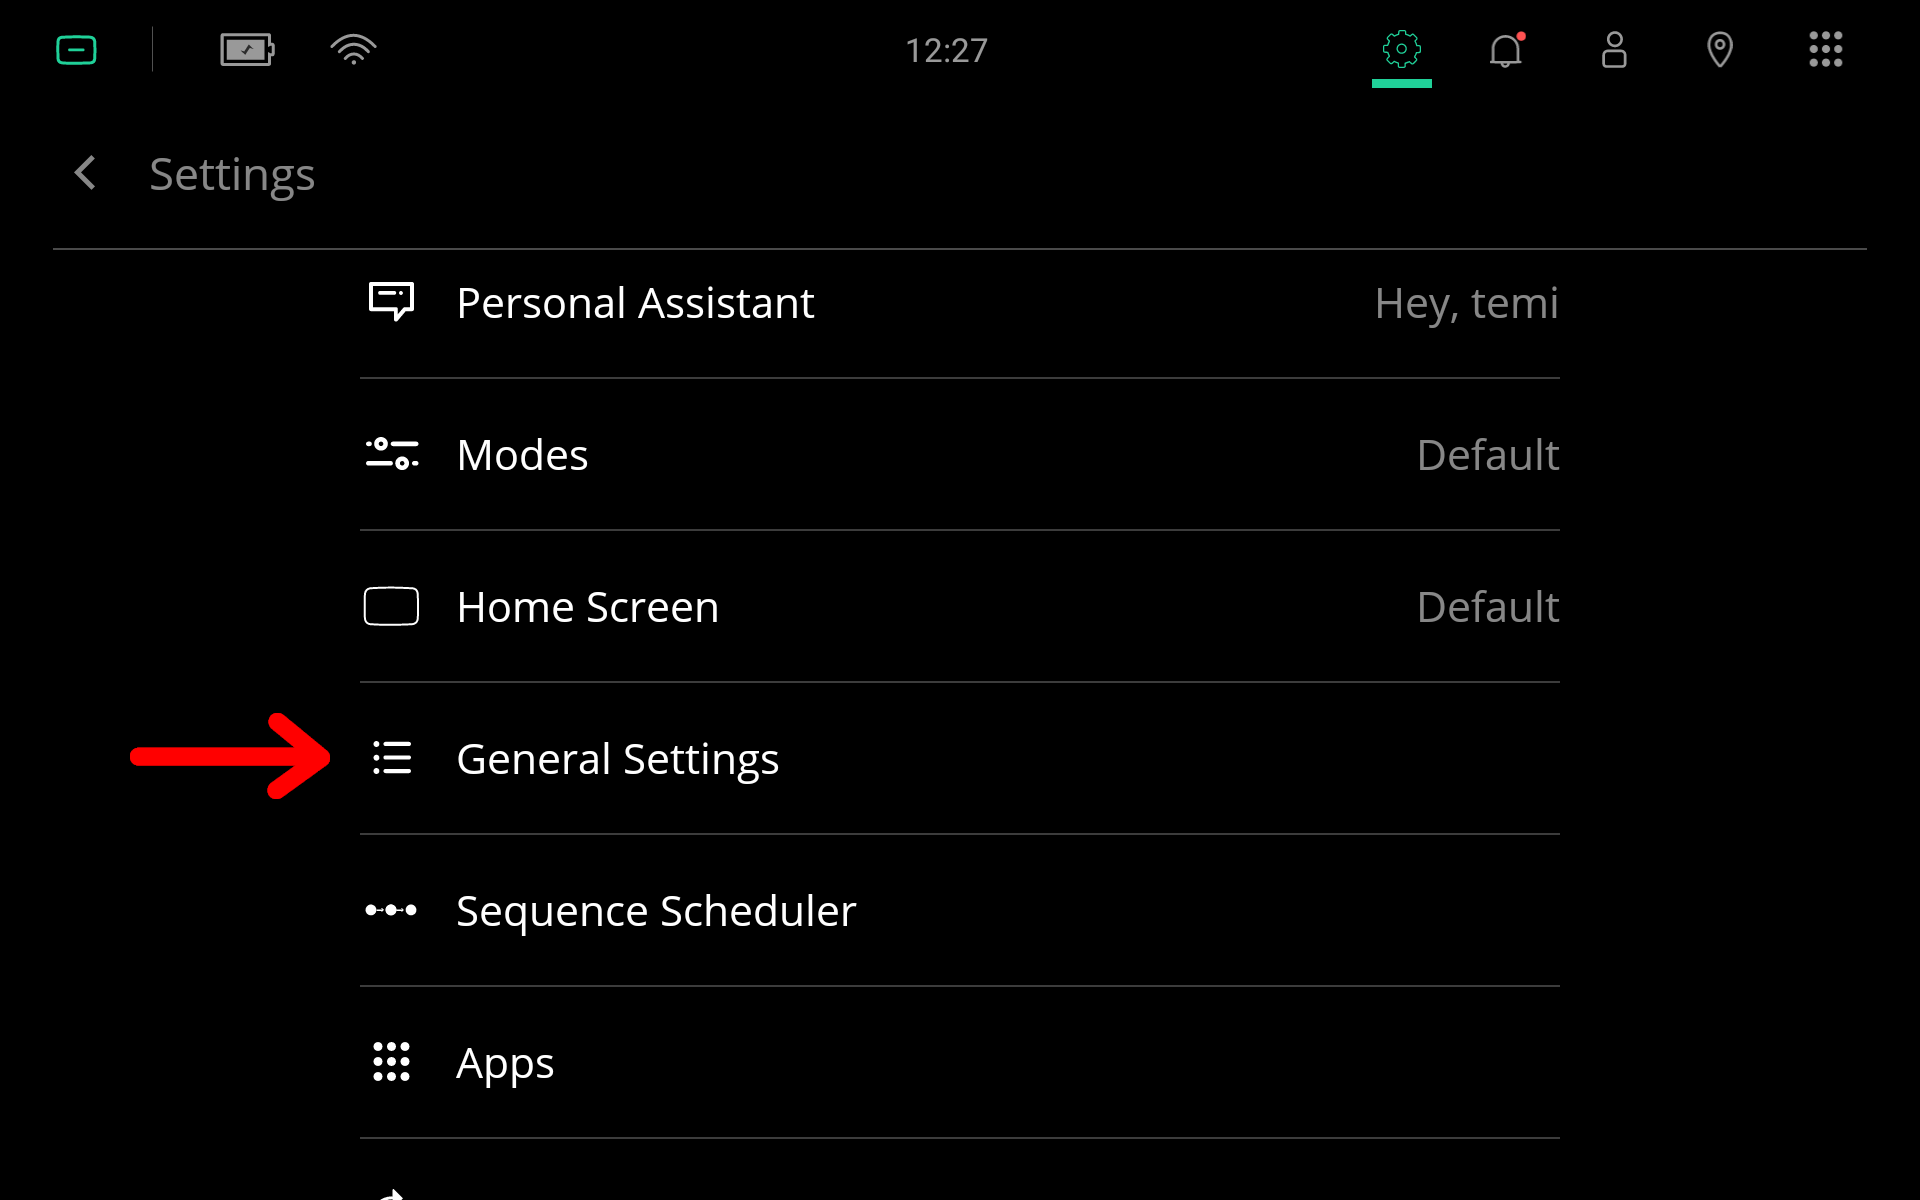 12:27
Settings
Personal Assistant Hey, temi
Modes Default
Home Screen Default
General Settings
Sequence Scheduler
Apps